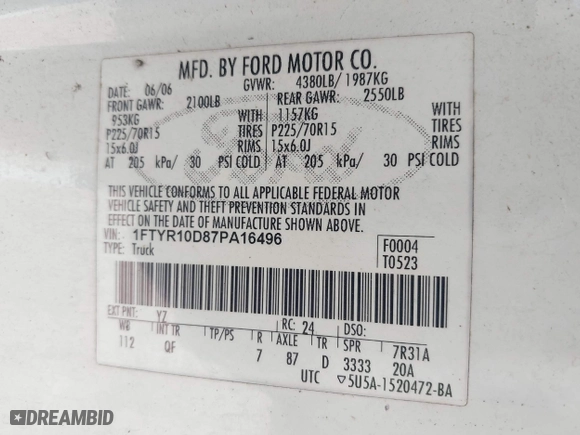 MFD. BY FORD MOTOR CO.
DATE: 06/06 GVWR: 4380LB/ 1987KG
FRONT GAWR: 2100LB REAR GAWR: 2550LB
953KG WITH 1157KG WITH
P225/70R15 TIRES P225/70R15 TIRES
15x6.0J RIMS 15x6.0J RIMS
AT 205 kPa/ 30 PSI COLD AT 205 kPa/ 30 PSI COLD
THIS VEHICLE CONFORMS TO ALL APPLICABLE FEDERAL MOTOR
VEHICLE SAFETY AND THEFT PREVENTION STANDARDS IN
EFFECT ON THE DATE OF MANUFACTURE SHOWN ABOVE.
VIN: 1FTYR10D87PA16496 F0004
TYPE: Truck T0523
EXT PNT: YZ RC: 24 DSO:
WB INT TR TP/PS R AXLE TR SPR 7R31A
112 QF 7 87 D 3333 20A
UTC ▽5U5A-1520472-BA
Ford
DREAMBID